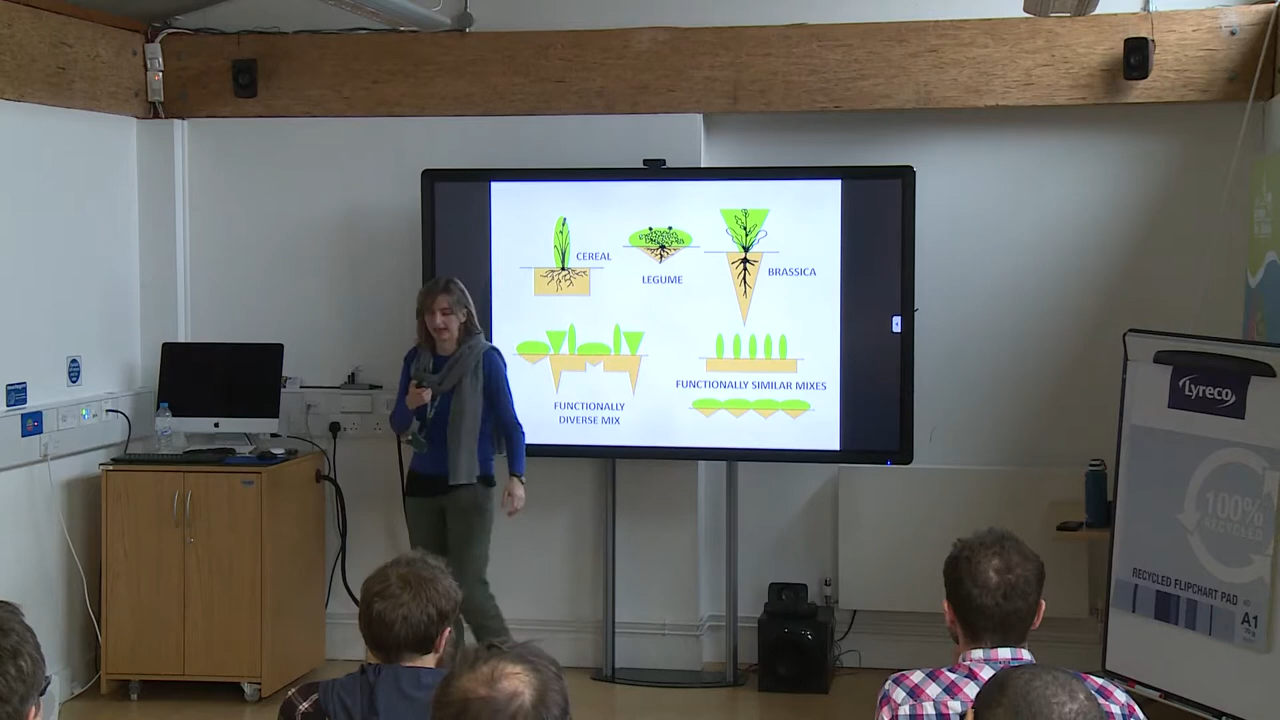 CEREAL
LEGUME
BRASSICA
FUNCTIONALLY
DIVERSE MIX
FUNCTIONALLY SIMILAR MIXES
Lyreco
100%
RECYCLED
RECYCLED FLIPCHART PAD
A1